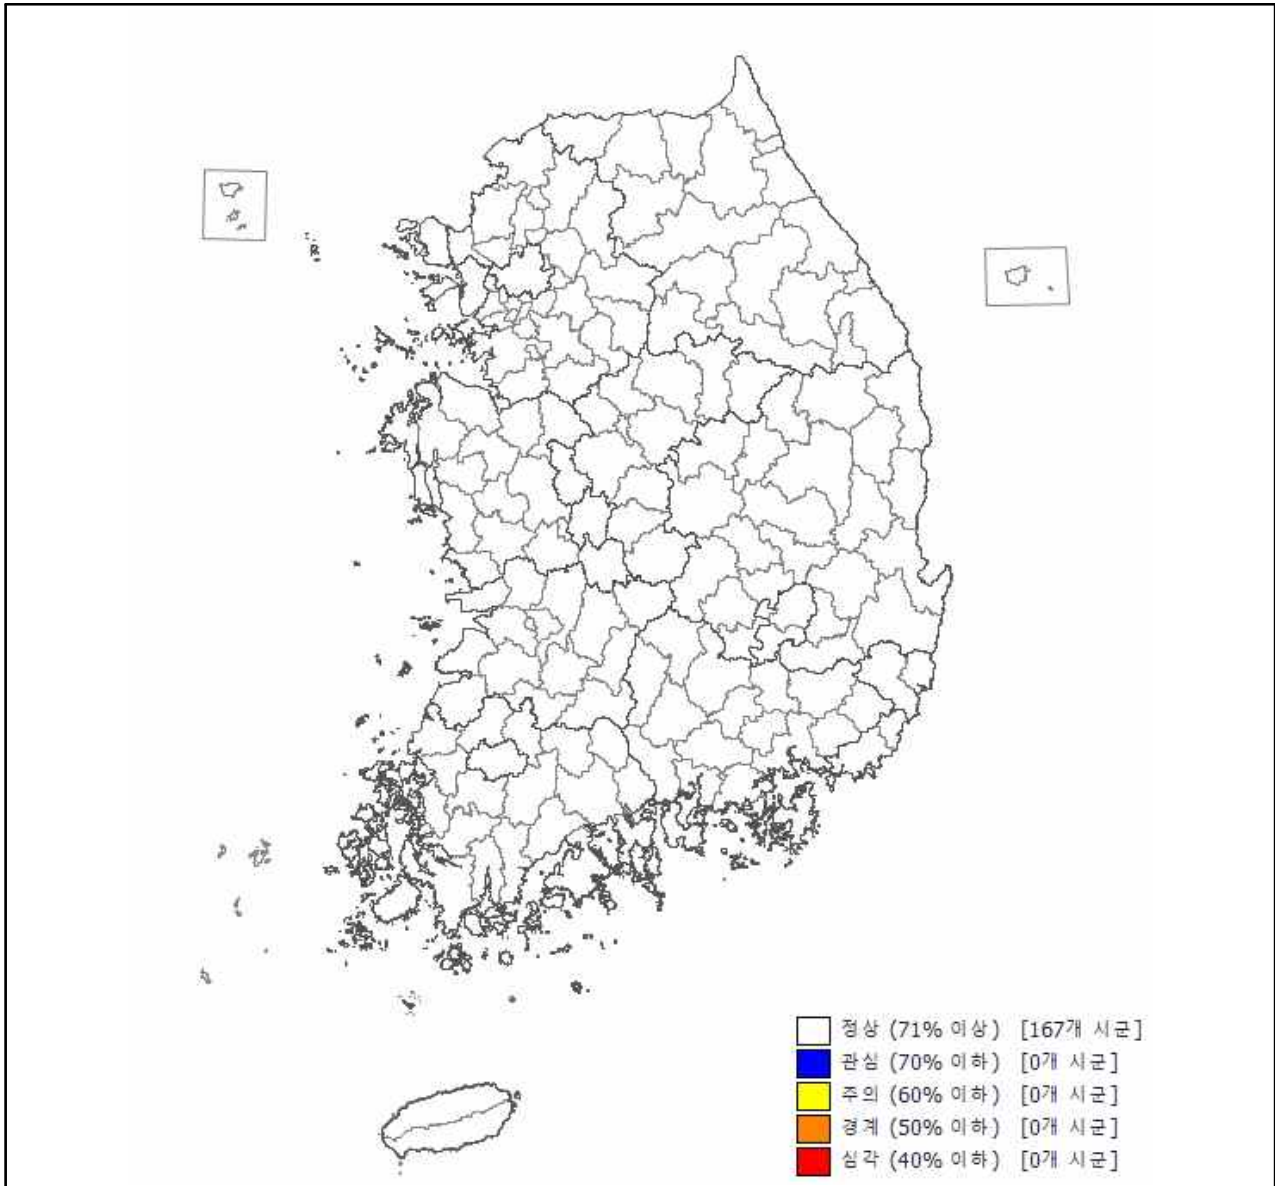 정상 (71% 이상) [167개 시군]
관심 (70% 이하) [0개 시군]
주의 (60% 이하) [0개 시군]
경계 (50% 이하) [0개 시군]
심각 (40% 이하) [0개 시군]